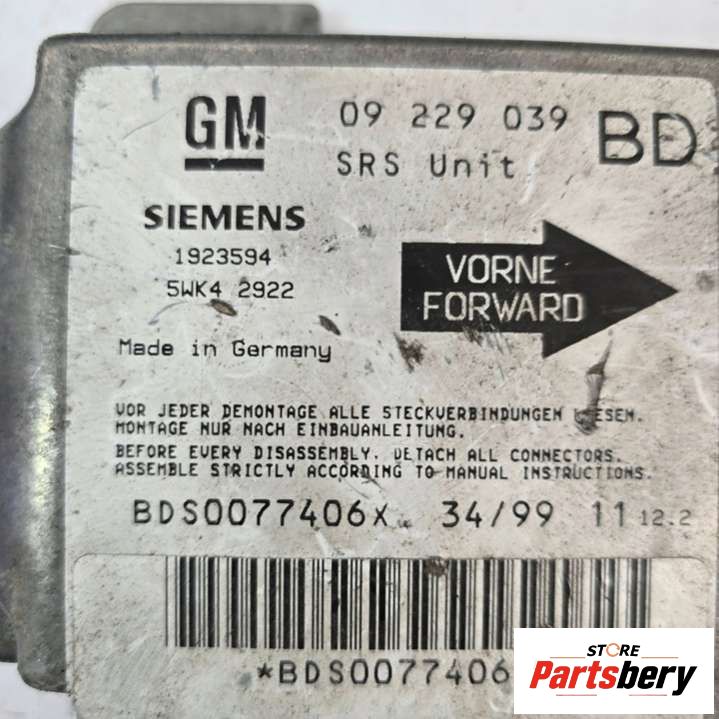 GM 09 229 039 BD
SRS Unit
SIEMENS
1923594
5WK4 2922
VORNE
FORWARD
Made in Germany
VOR JEDER DEMONTAGE ALLE STECKVERBINDUNGEN
MONTAGE NUR NACH EINBAUANLEITUNG.
BEFORE EVERY DISASSEMBLY. DETACH ALL CONNECTORS.
ASSEMBLE STRICTLY ACCORDING TO MANUAL INSTRUCTIONS.
BDS0077406X 34/99 11 12.2
*BDS0077406
STORE
Partsbery